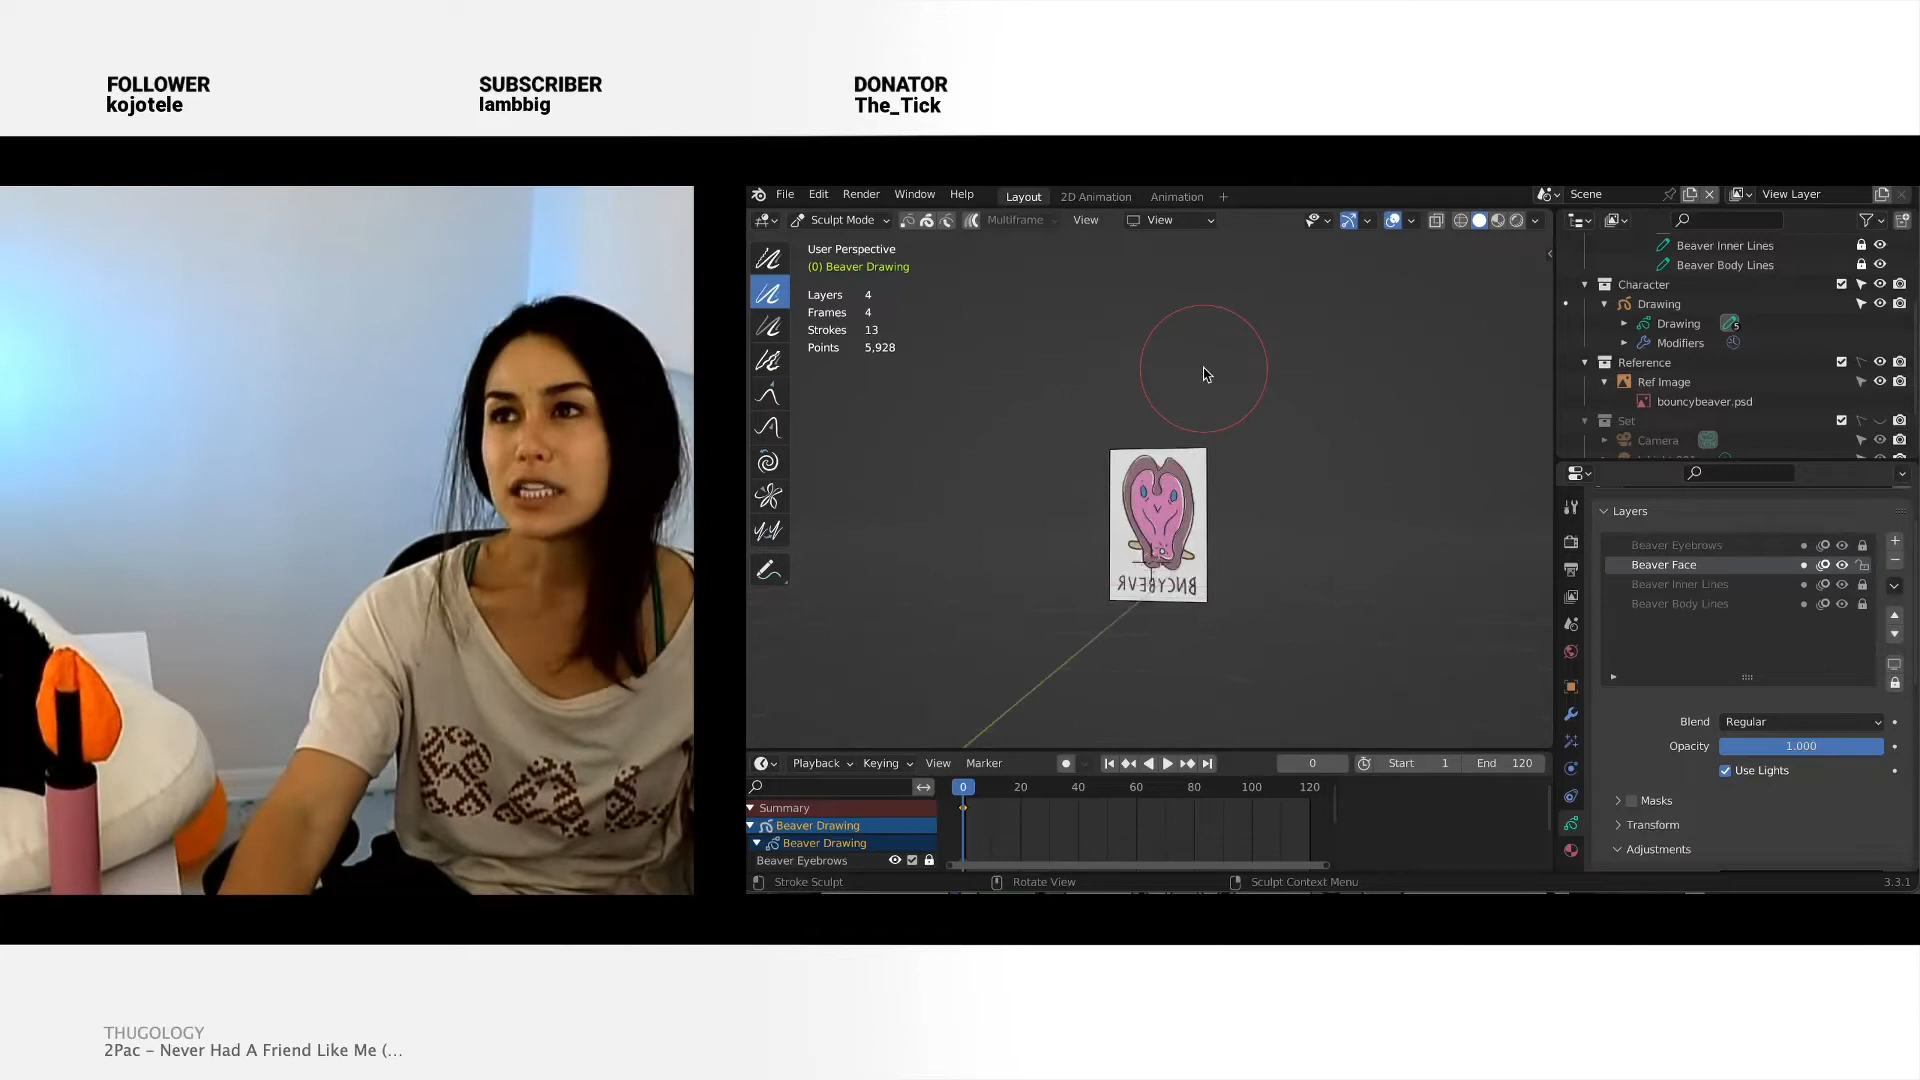 FOLLOWER
kojotele
SUBSCRIBER
lambbig
DONATOR
The_Tick
File Edit Render Window Help Layout 2D Animation Animation + Scene View Layer
Sculpt Mode Multiframe View View
User Perspective
(0) Beaver Drawing
Layers 4
Frames 4
Strokes 13
Points 5,928
BNCYBEVR
Beaver Inner Lines
Beaver Body Lines
Character
Drawing
Drawing 5
Modifiers
Reference
Ref Image
bouncybeaver.psd
Set
Camera
Layers
Beaver Eyebrows
Beaver Face
Beaver Inner Lines
Beaver Body Lines
Blend Regular
Opacity 1.000
Use Lights
Masks
Transform
Adjustments
Playback Keying View Marker 0 Start 1 End 120
0 20 40 60 80 100 120
Summary
Beaver Drawing
Beaver Drawing
Beaver Eyebrows
Stroke Sculpt Rotate View Sculpt Context Menu 3.3.1
BAL
THUGOLOGY
2Pac - Never Had A Friend Like Me (...